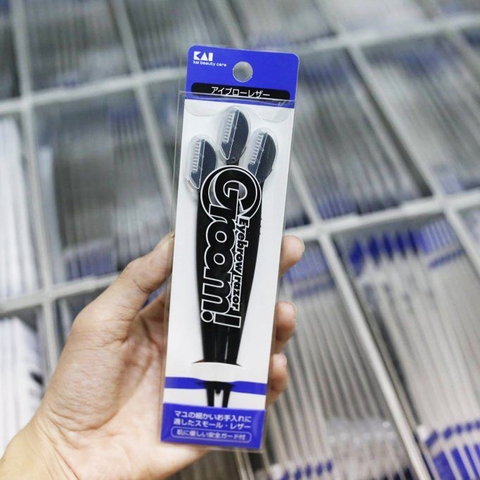 KAI
kai beauty care
アイブローレザー
Groom!
Eyebrow razor
マユの細かいお手入れに
適したスモール・レザー
肌に優しい安全ガード付